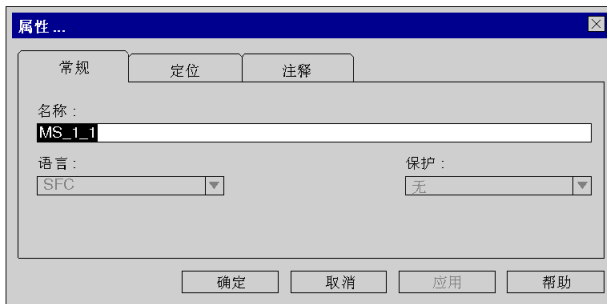 属性...
常规 定位 注释
名称：
MS_1_1
语言： 保护：
SFC 无
确定 取消 应用 帮助